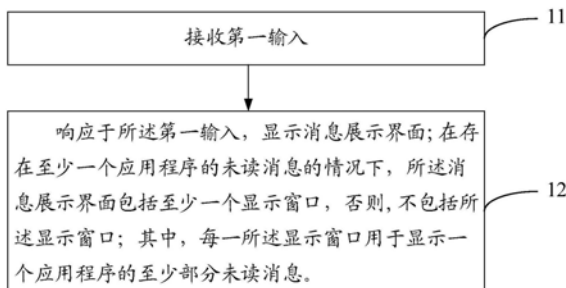 接收第一输入
11
响应于所述第一输入，显示消息展示界面；在存
在至少一个应用程序的未读消息的情况下，所述消
息展示界面包括至少一个显示窗口，否则，不包括所
述显示窗口；其中，每一所述显示窗口用于显示一
个应用程序的至少部分未读消息。
12